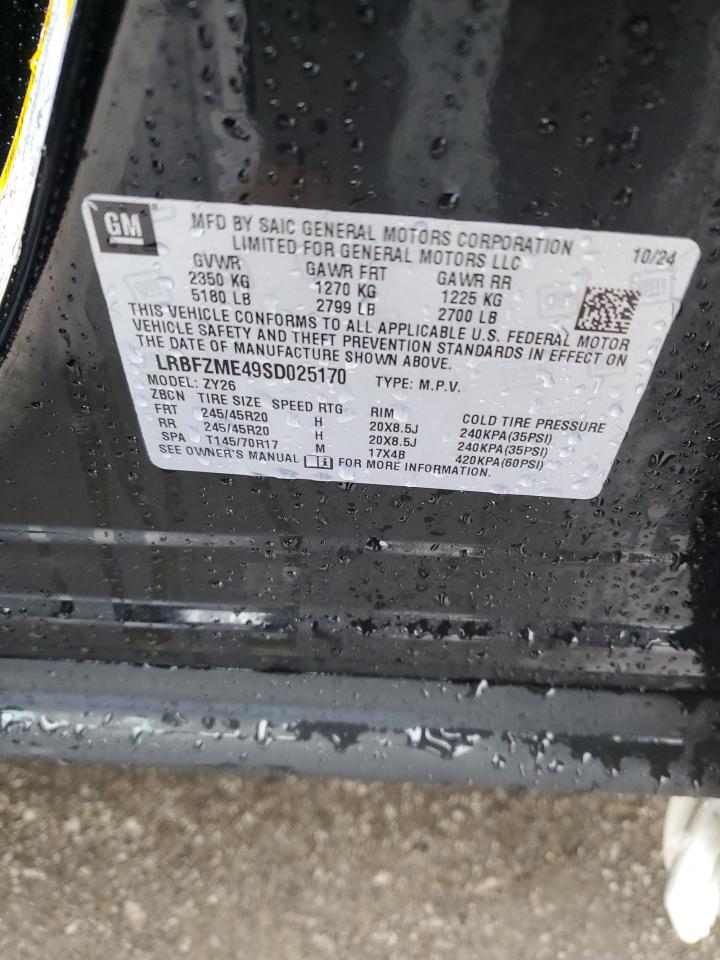 GM
MFD BY SAIC GENERAL MOTORS CORPORATION
LIMITED FOR GENERAL MOTORS LLC
10/24
GVWR GAWR FRT GAWR RR
2350 KG 1270 KG 1225 KG
5180 LB 2799 LB 2700 LB
THIS VEHICLE CONFORMS TO ALL APPLICABLE U.S. FEDERAL MOTOR
VEHICLE SAFETY AND THEFT PREVENTION STANDARDS IN EFFECT ON
THE DATE OF MANUFACTURE SHOWN ABOVE.
LRBFZME49SD025170 TYPE: M.P.V.
MODEL: ZY26
ZBCN TIRE SIZE SPEED RTG RIM COLD TIRE PRESSURE
FRT 245/45R20 H 20X8.5J 240KPA(35PSI)
RR 245/45R20 H 20X8.5J 240KPA(35PSI)
SPA T145/70R17 M 17X4B 420KPA(60PSI)
SEE OWNER'S MANUAL FOR MORE INFORMATION.